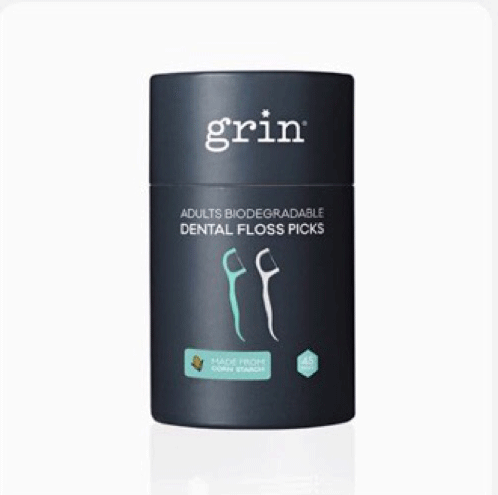 grin®
ADULTS BIODEGRADABLE
DENTAL FLOSS PICKS
MADE FROM
CORN STARCH
45